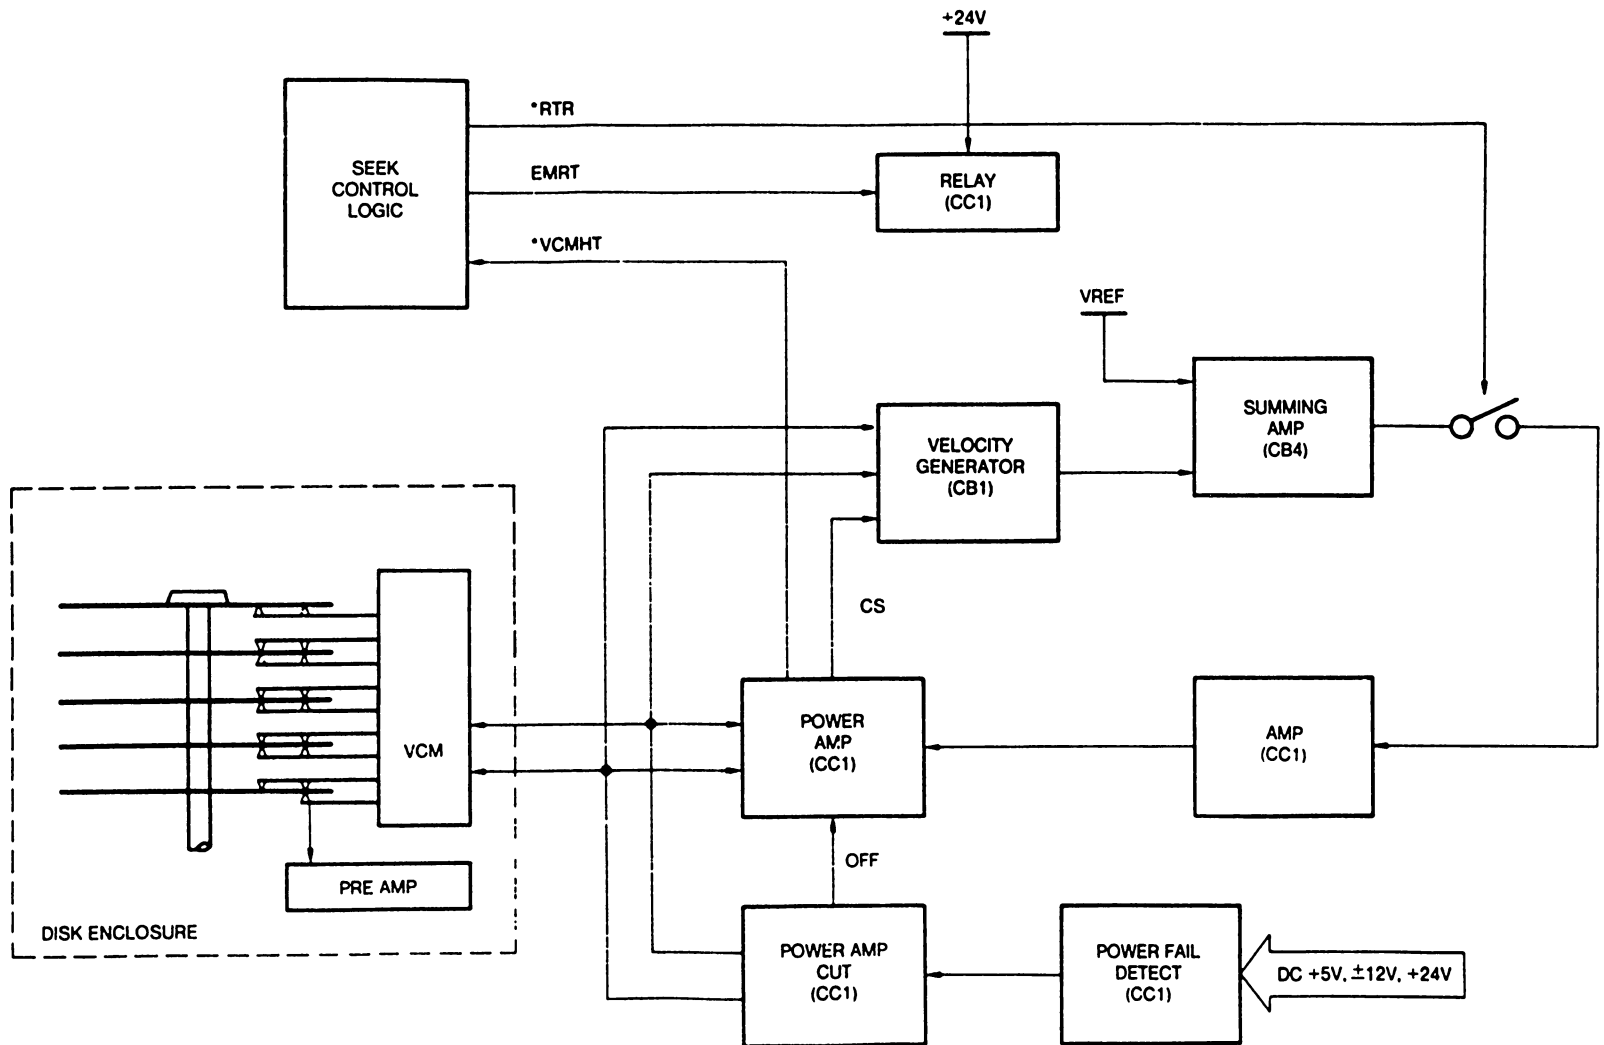 +24V
*RTR
SEEK
CONTROL
LOGIC
EMRT
RELAY
(CC1)
*VCMHT
VREF
SUMMING
AMP
(CB4)
VELOCITY
GENERATOR
(CB1)
CS
VCM
POWER
AMP
(CC1)
AMP
(CC1)
OFF
PRE AMP
DISK ENCLOSURE
POWER AMP
CUT
(CC1)
POWER FAIL
DETECT
(CC1)
DC +5V, ±12V, +24V